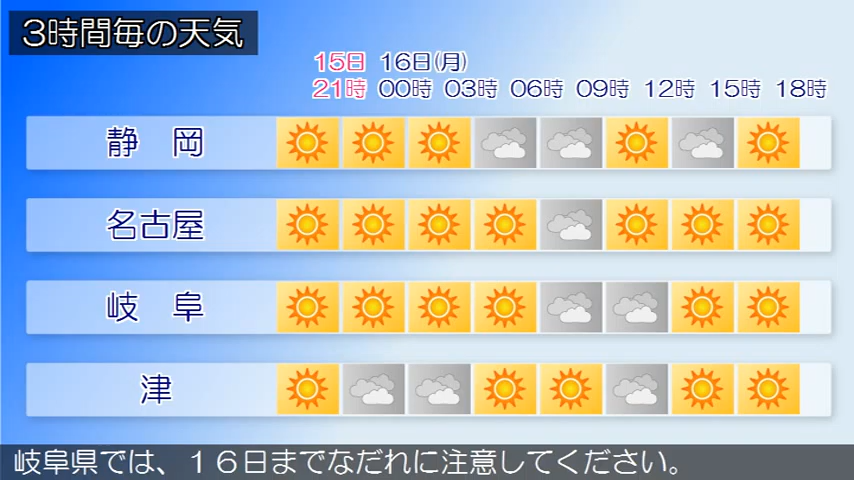 3時間毎の天気
15日 16日(月)
21時 00時 03時 06時 09時 12時 15時 18時
静　岡
名古屋
岐　阜
津
岐阜県では、１６日までなだれに注意してください。